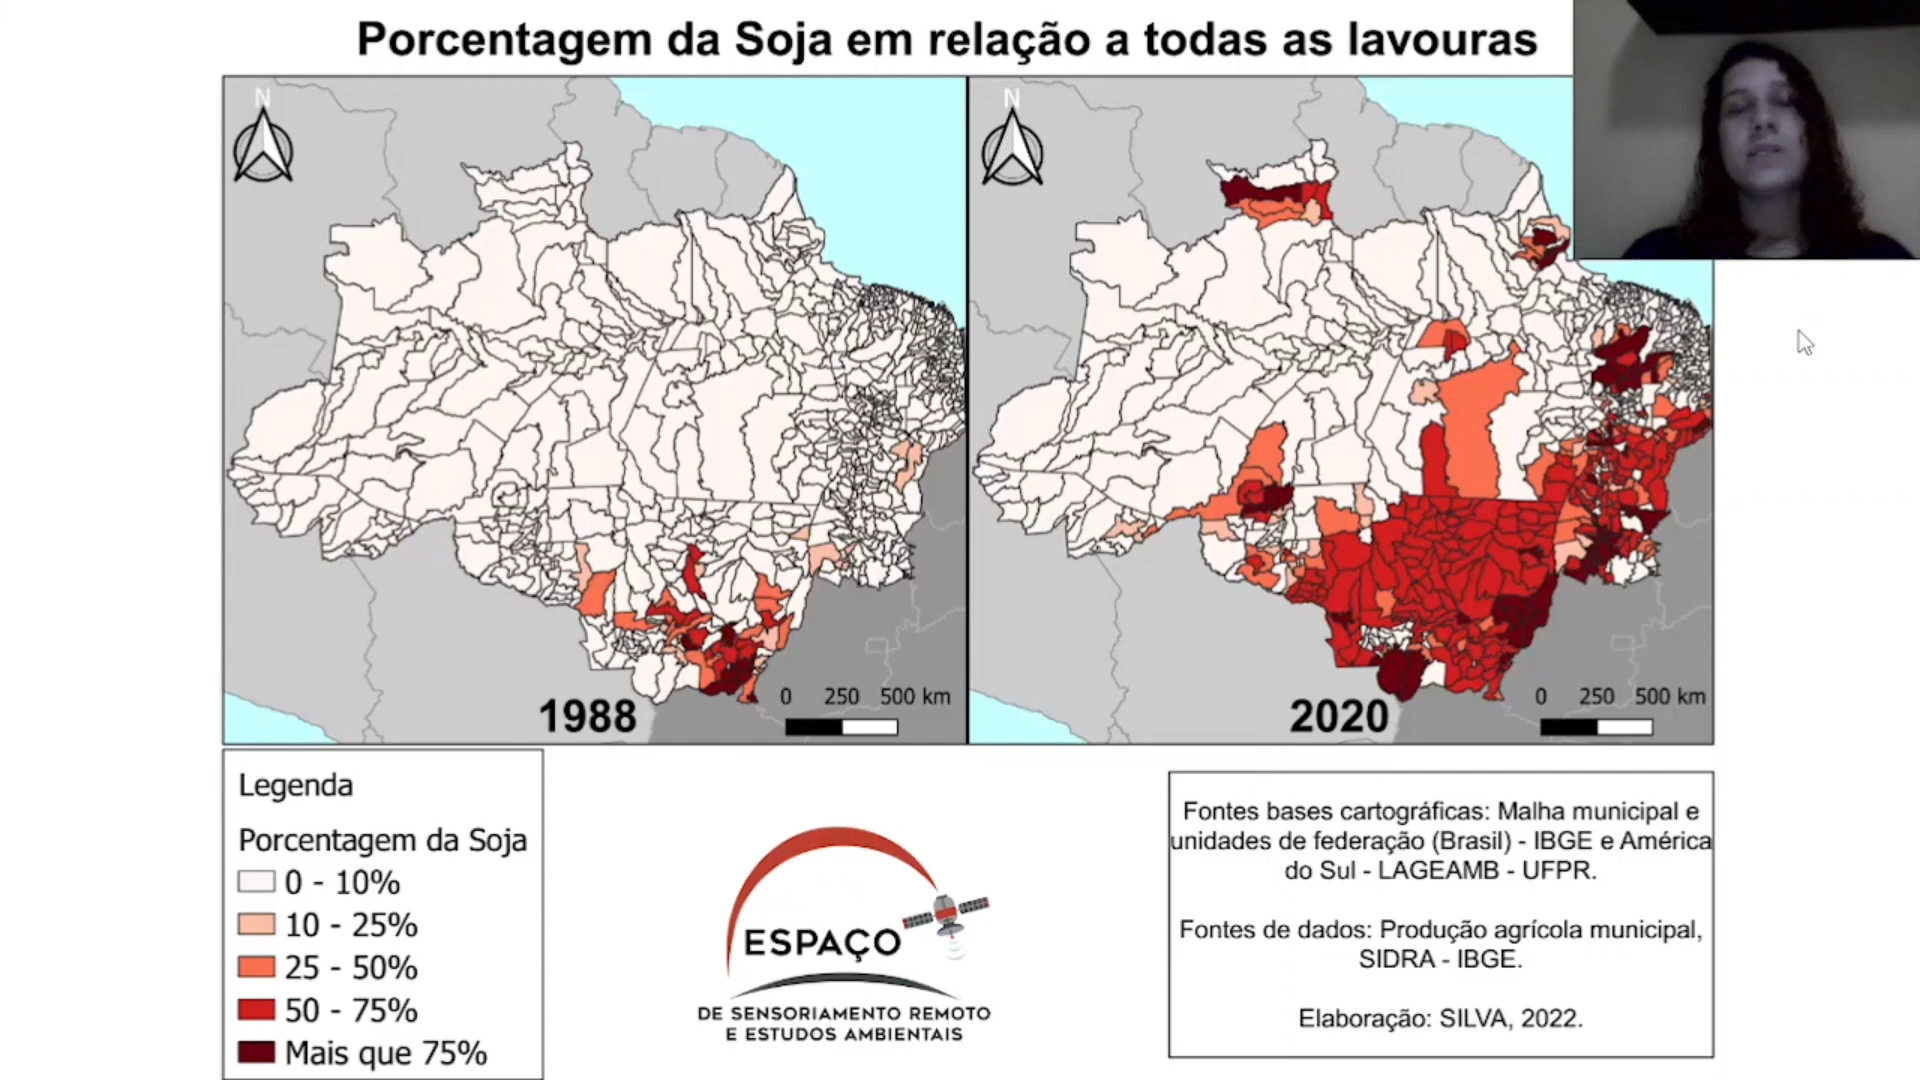 Porcentagem da Soja em relação a todas as lavouras
N
N
0 250 500 km
1988
0 250 500 km
2020
Legenda
Porcentagem da Soja
0 - 10%
10 - 25%
25 - 50%
50 - 75%
Mais que 75%
ESPAÇO
DE SENSORIAMENTO REMOTO
E ESTUDOS AMBIENTAIS
Fontes bases cartográficas: Malha municipal e
unidades de federação (Brasil) - IBGE e América
do Sul - LAGEAMB - UFPR.
Fontes de dados: Produção agrícola municipal,
SIDRA - IBGE.
Elaboração: SILVA, 2022.